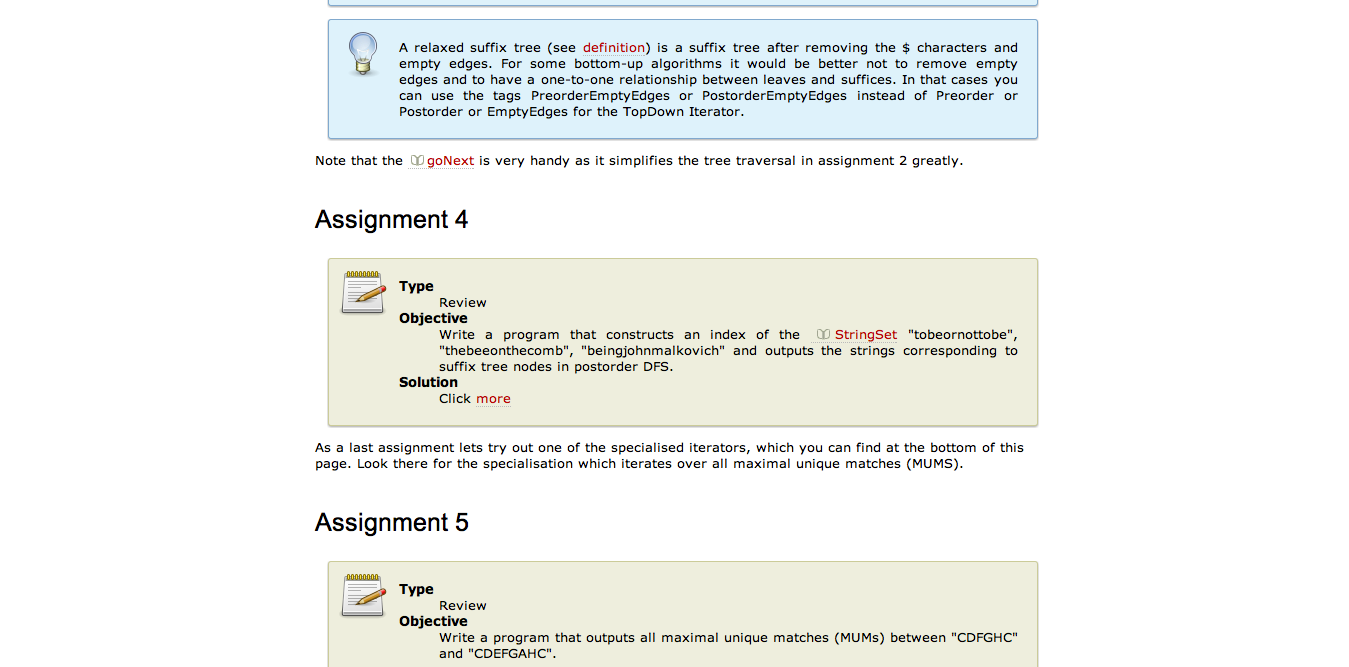 A relaxed suffix tree (see definition) is a suffix tree after removing the $ characters and
empty edges. For some bottom-up algorithms it would be better not to remove empty
edges and to have a one-to-one relationship between leaves and suffices. In that cases you
can use the tags PreorderEmptyEdges or PostorderEmptyEdges instead of Preorder or
Postorder or EmptyEdges for the TopDown Iterator.
Note that the goNext is very handy as it simplifies the tree traversal in assignment 2 greatly.
Assignment 4
Type
Review
Objective
Write a program that constructs an index of the StringSet "tobeornottobe",
"thebeeonthecomb", "beingjohnmalkovich" and outputs the strings corresponding to
suffix tree nodes in postorder DFS.
Solution
Click more
As a last assignment lets try out one of the specialised iterators, which you can find at the bottom of this
page. Look there for the specialisation which iterates over all maximal unique matches (MUMS).
Assignment 5
Type
Review
Objective
Write a program that outputs all maximal unique matches (MUMs) between "CDFGHC"
and "CDEFGAHC".